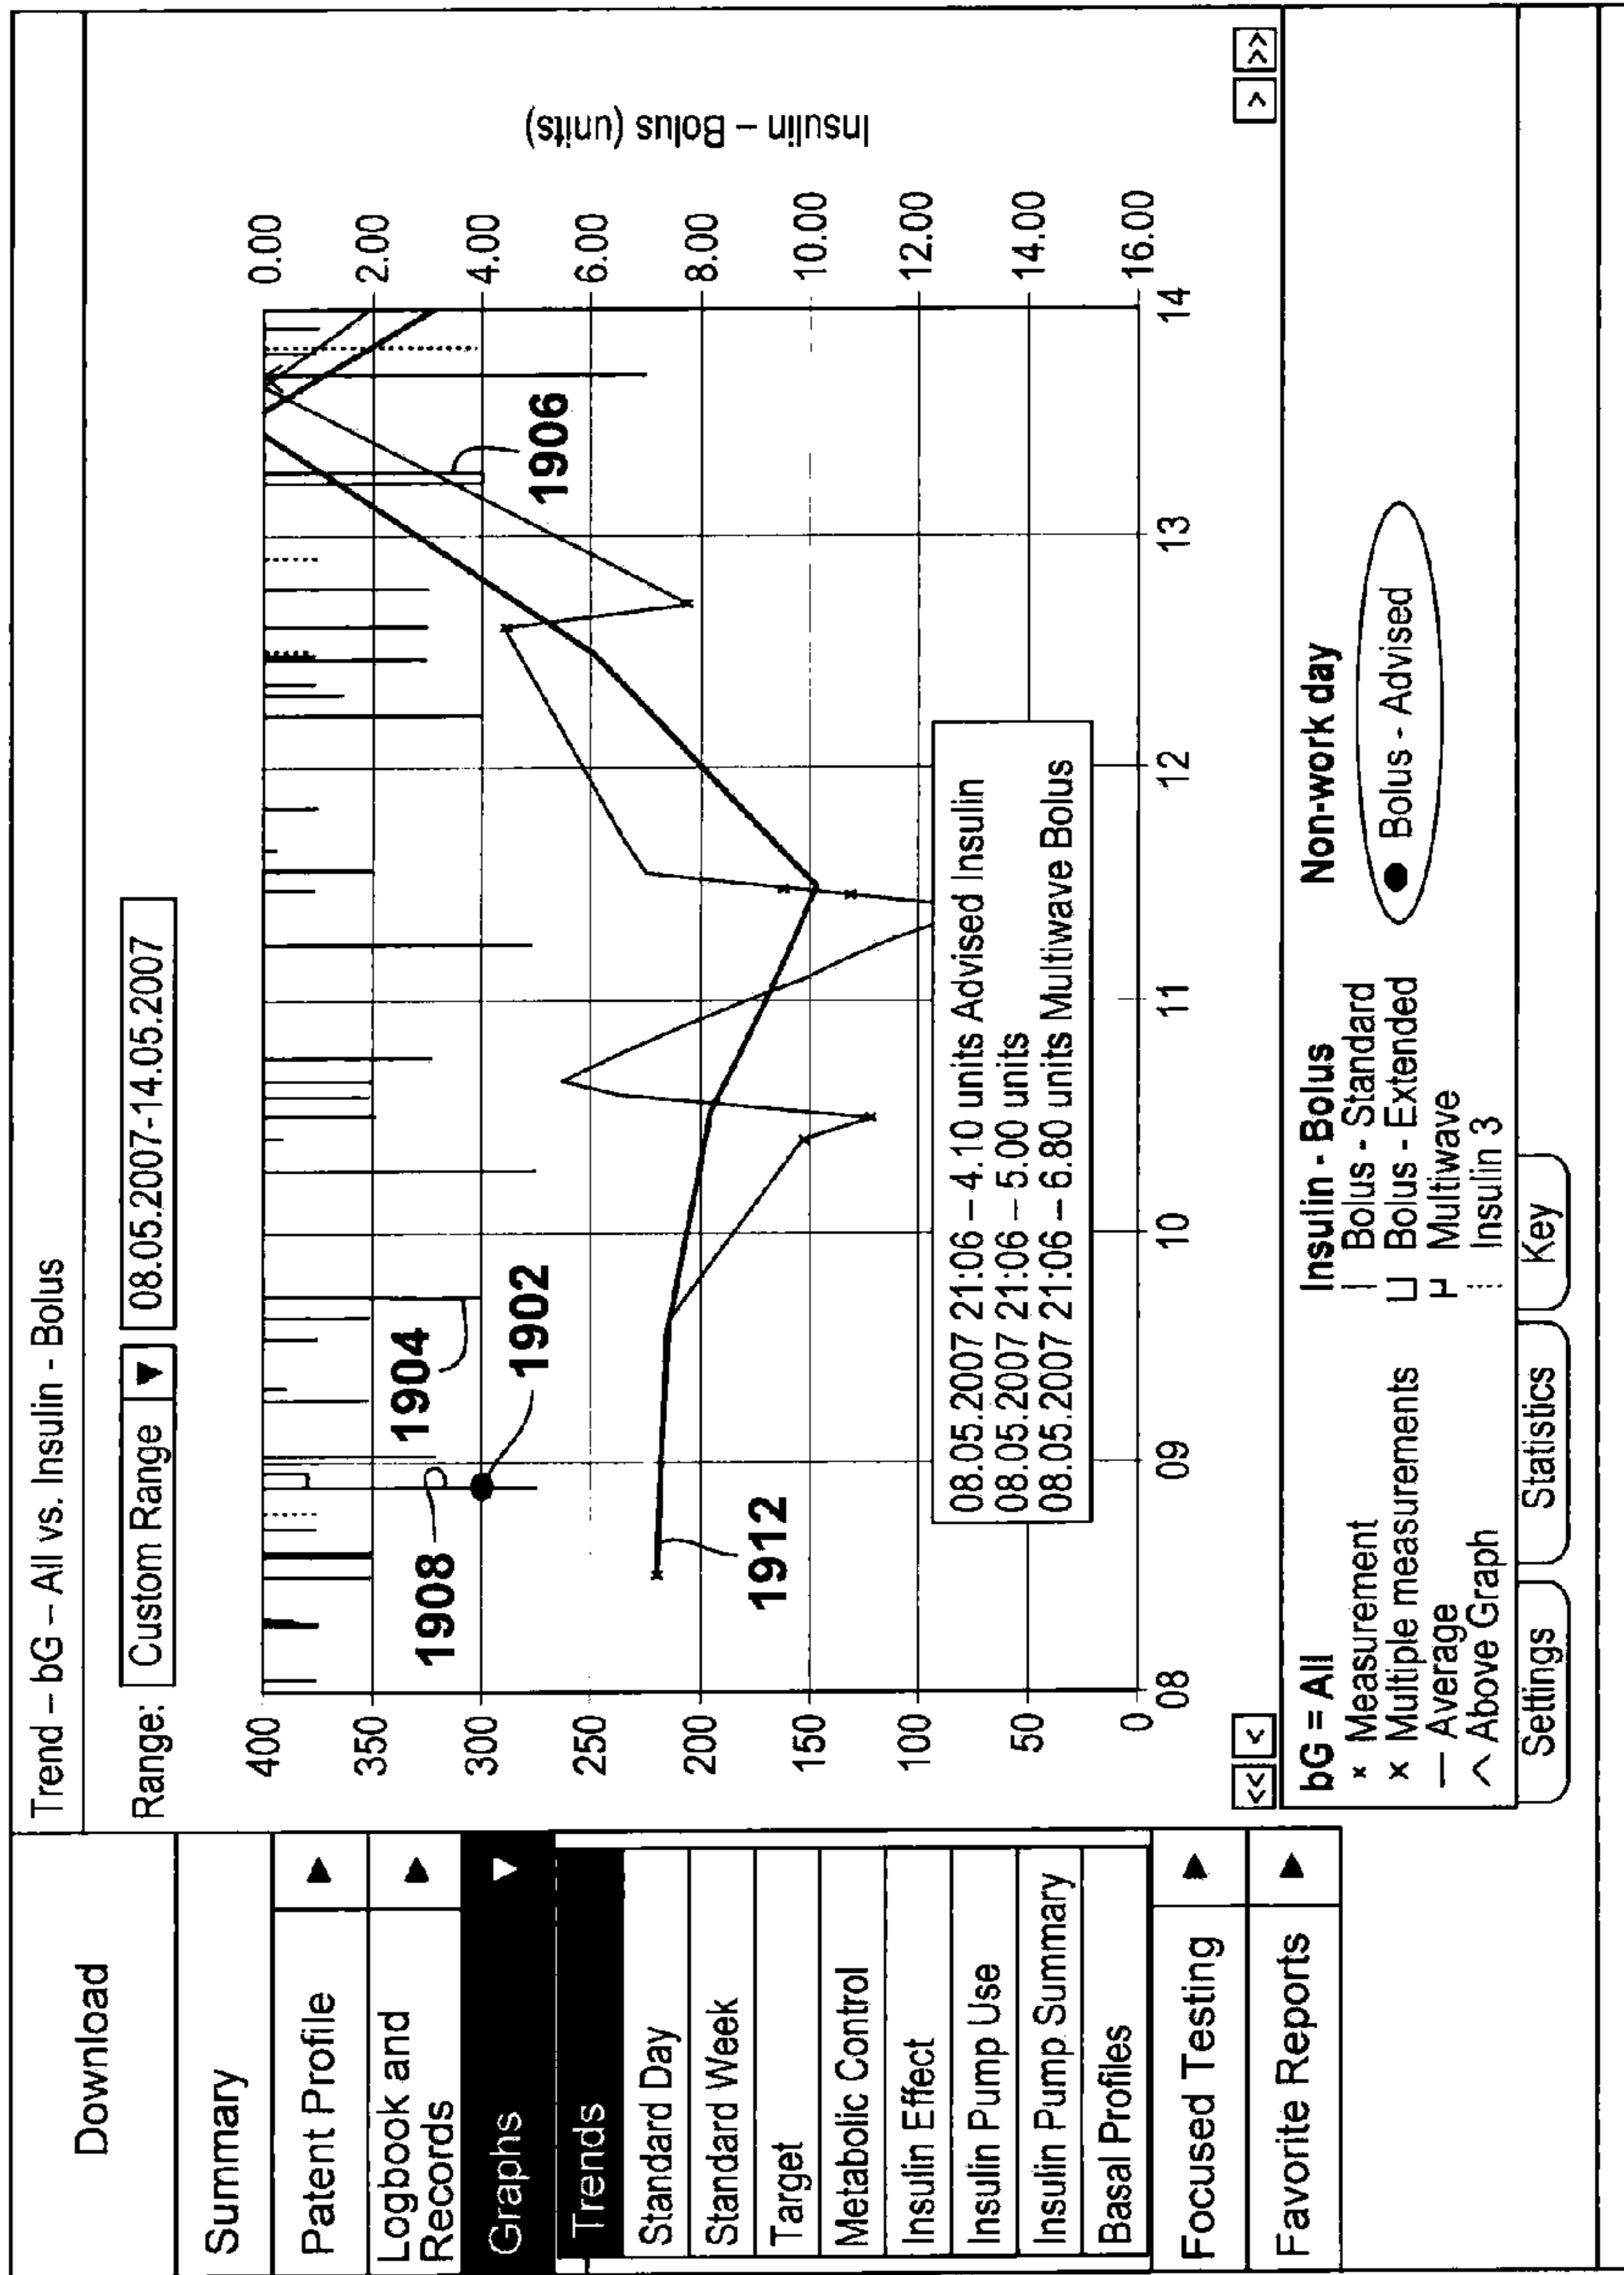 Download
Summary
Patent Profile ▶
Logbook and
Records ▶
Graphs ▼
Trends
Standard Day
Standard Week
Target
Metabolic Control
Insulin Effect
Insulin Pump Use
Insulin Pump Summary
Basal Profiles
Focused Testing ▶
Favorite Reports ▶
Trend – bG – All vs. Insulin - Bolus
Range: Custom Range ▼ 08.05.2007-14.05.2007
400
350
300
250
200
150
100
50
0
08 09 10 11 12 13 14
0.00
2.00
4.00
6.00
8.00
10.00
12.00
14.00
16.00
Insulin – Bolus (units)
1908
1904
1902
1912
1906
08.05.2007 21:06 – 4.10 units Advised Insulin
08.05.2007 21:06 – 5.00 units
08.05.2007 21:06 – 6.80 units Multiwave Bolus
<< < > >>
bG = All
× Measurement
× Multiple measurements
— Average
^ Above Graph
Insulin - Bolus
Bolus - Standard
Bolus - Extended
Multiwave
Insulin 3
Non-work day
● Bolus - Advised
Settings Statistics Key